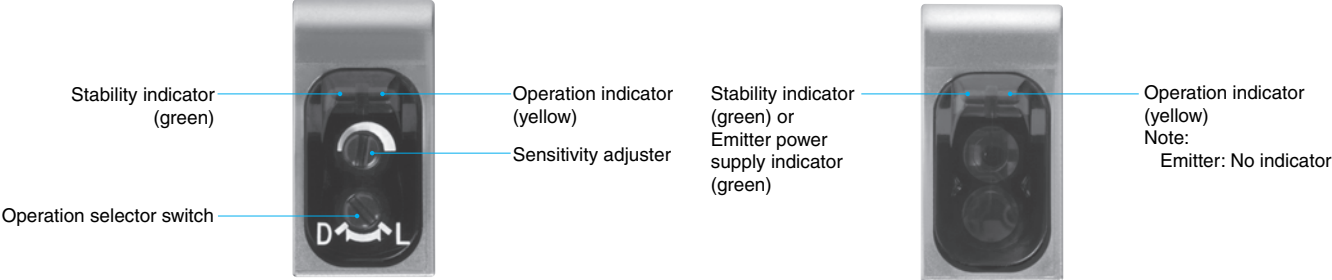 Stability indicator
(green)
Operation indicator
(yellow)
Sensitivity adjuster
Operation selector switch
D L
Stability indicator
(green) or
Emitter power
supply indicator
(green)
Operation indicator
(yellow)
Note:
Emitter: No indicator